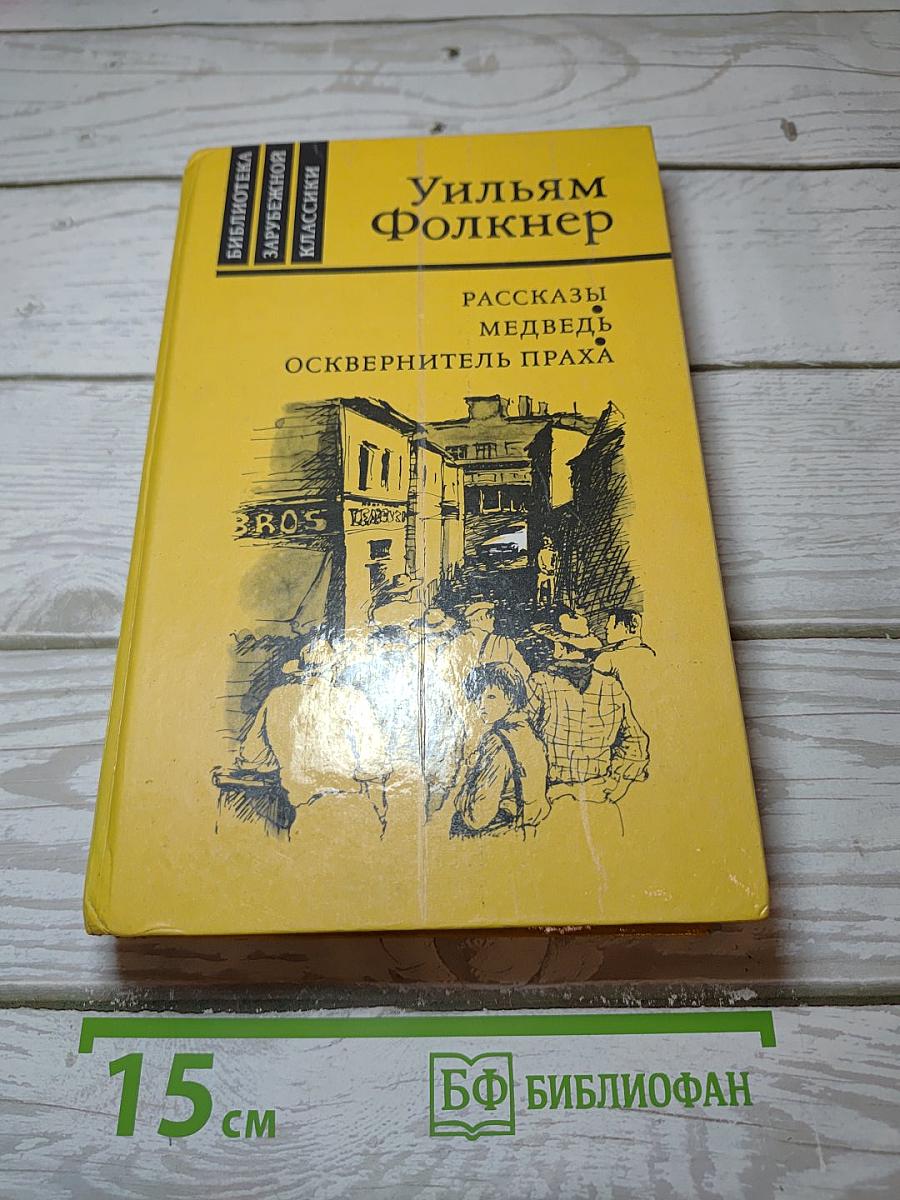 БИБЛИОТЕКА
ЗАРУБЕЖНОЙ
КЛАССИКИ
Уильям
Фолкнер
РАССКАЗЫ
МЕДВЕДЬ
ОСКВЕРНИТЕЛЬ ПРАХА
BROS
15 см
БФ БИБЛИОФАН